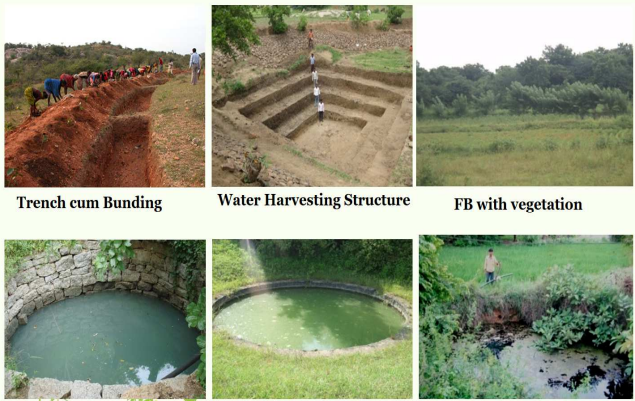 Trench cum Bunding
Water Harvesting Structure
FB with vegetation